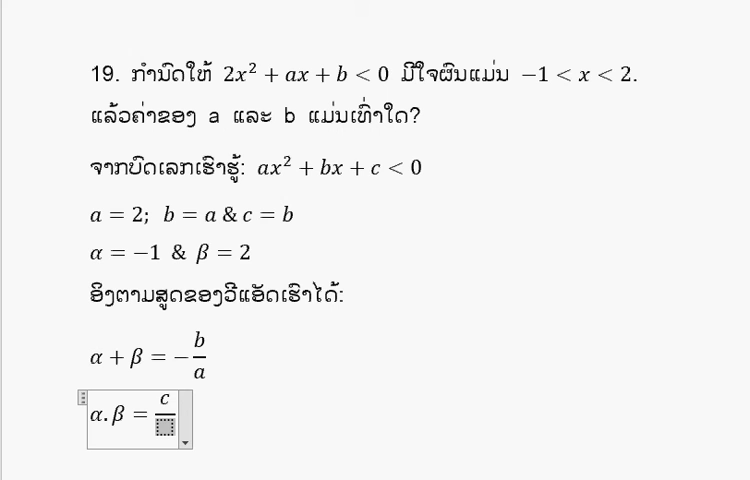 19. ກຳນົດໃຫ້ 2x² + ax + b < 0 ມີໃຈຜົນແມ່ນ −1 < x < 2.
ແລ້ວຄ່າຂອງ a ແລະ b ແມ່ນເທົ່າໃດ?
ຈາກບົດເລກເຮົາຮູ້: ax² + bx + c < 0
a = 2; b = a & c = b
α = −1 & β = 2
ອີງຕາມສູດຂອງວີແອັດເຮົາໄດ້:
α + β = − b/a
α. β = c/